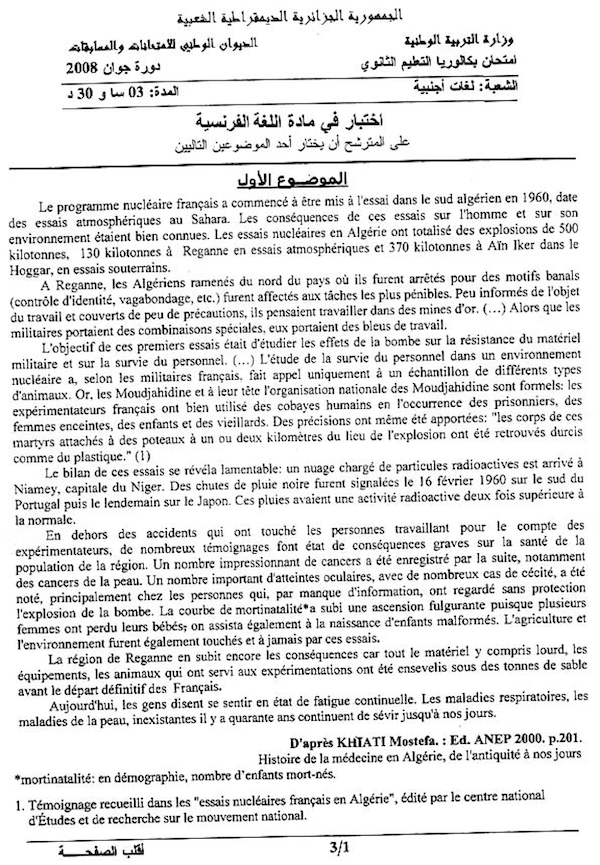 الجمهورية الجزائرية الديمقراطية الشعبية
وزارة التربية الوطنية
الديوان الوطني للامتحانات والمسابقات
امتحان بكالوريا التعليم الثانوي
دورة جوان 2008
الشعبة: لغات أجنبية
المدة: 03 سا و 30 د
اختبار في مادة اللغة الفرنسية
على المترشح أن يختار أحد الموضوعين التاليين
الموضوع الأول
Le programme nucléaire français a commencé à être mis à l'essai dans le sud algérien en 1960, date
des essais atmosphériques au Sahara. Les conséquences de ces essais sur l'homme et sur son
environnement étaient bien connues. Les essais nucléaires en Algérie ont totalisé des explosions de 500
kilotonnes, 130 kilotonnes à Reganne en essais atmosphériques et 370 kilotonnes à Aïn Iker dans le
Hoggar, en essais souterrains.
A Reganne, les Algériens ramenés du nord du pays où ils furent arrêtés pour des motifs banals
(contrôle d'identité, vagabondage, etc.) furent affectés aux tâches les plus pénibles. Peu informés de l'objet
du travail et couverts de peu de précautions, ils pensaient travailler dans des mines d'or. (…) Alors que les
militaires portaient des combinaisons spéciales, eux portaient des bleus de travail.
L'objectif de ces premiers essais était d'étudier les effets de la bombe sur la résistance du matériel
militaire et sur la survie du personnel. (…) L'étude de la survie du personnel dans un environnement
nucléaire a, selon les militaires français, fait appel uniquement à un échantillon de différents types
d'animaux. Or, les Moudjahidine et à leur tête l'organisation nationale des Moudjahidine sont formels: les
expérimentateurs français ont bien utilisé des cobayes humains en l'occurrence des prisonniers, des
femmes enceintes, des enfants et des vieillards. Des précisions ont même été apportées: "les corps de ces
martyrs attachés à des poteaux à un ou deux kilomètres du lieu de l'explosion ont été retrouvés durcis
comme du plastique." (1)
Le bilan de ces essais se révéla lamentable: un nuage chargé de particules radioactives est arrivé à
Niamey, capitale du Niger. Des chutes de pluie noire furent signalées le 16 février 1960 sur le sud du
Portugal puis le lendemain sur le Japon. Ces pluies avaient une activité radioactive deux fois supérieure à
la normale.
En dehors des accidents qui ont touché les personnes travaillant pour le compte des
expérimentateurs, de nombreux témoignages font état de conséquences graves sur la santé de la
population de la région. Un nombre impressionnant de cancers a été enregistré par la suite, notamment
des cancers de la peau. Un nombre important d'atteintes oculaires, avec de nombreux cas de cécité, a été
noté, principalement chez les personnes qui, par manque d'information, ont regardé sans protection
l'explosion de la bombe. La courbe de mortinatalité*a subi une ascension fulgurante puisque plusieurs
femmes ont perdu leurs bébés, on assista également à la naissance d'enfants malformés. L'agriculture et
l'environnement furent également touchés et à jamais par ces essais.
La région de Reganne en subit encore les conséquences car tout le matériel y compris lourd, les
équipements, les animaux qui ont servi aux expérimentations ont été ensevelis sous des tonnes de sable
avant le départ définitif des Français.
Aujourd'hui, les gens disent se sentir en état de fatigue continuelle. Les maladies respiratoires, les
maladies de la peau, inexistantes il y a quarante ans continuent de sévir jusqu'à nos jours.
D'après KHIATI Mostefa. : Ed. ANEP 2000. p.201.
Histoire de la médecine en Algérie, de l'antiquité à nos jours
*mortinatalité: en démographie, nombre d'enfants mort-nés.
1. Témoignage recueilli dans les "essais nucléaires français en Algérie", édité par le centre national
d'Études et de recherche sur le mouvement national.
3/1
أقلب الصفحة